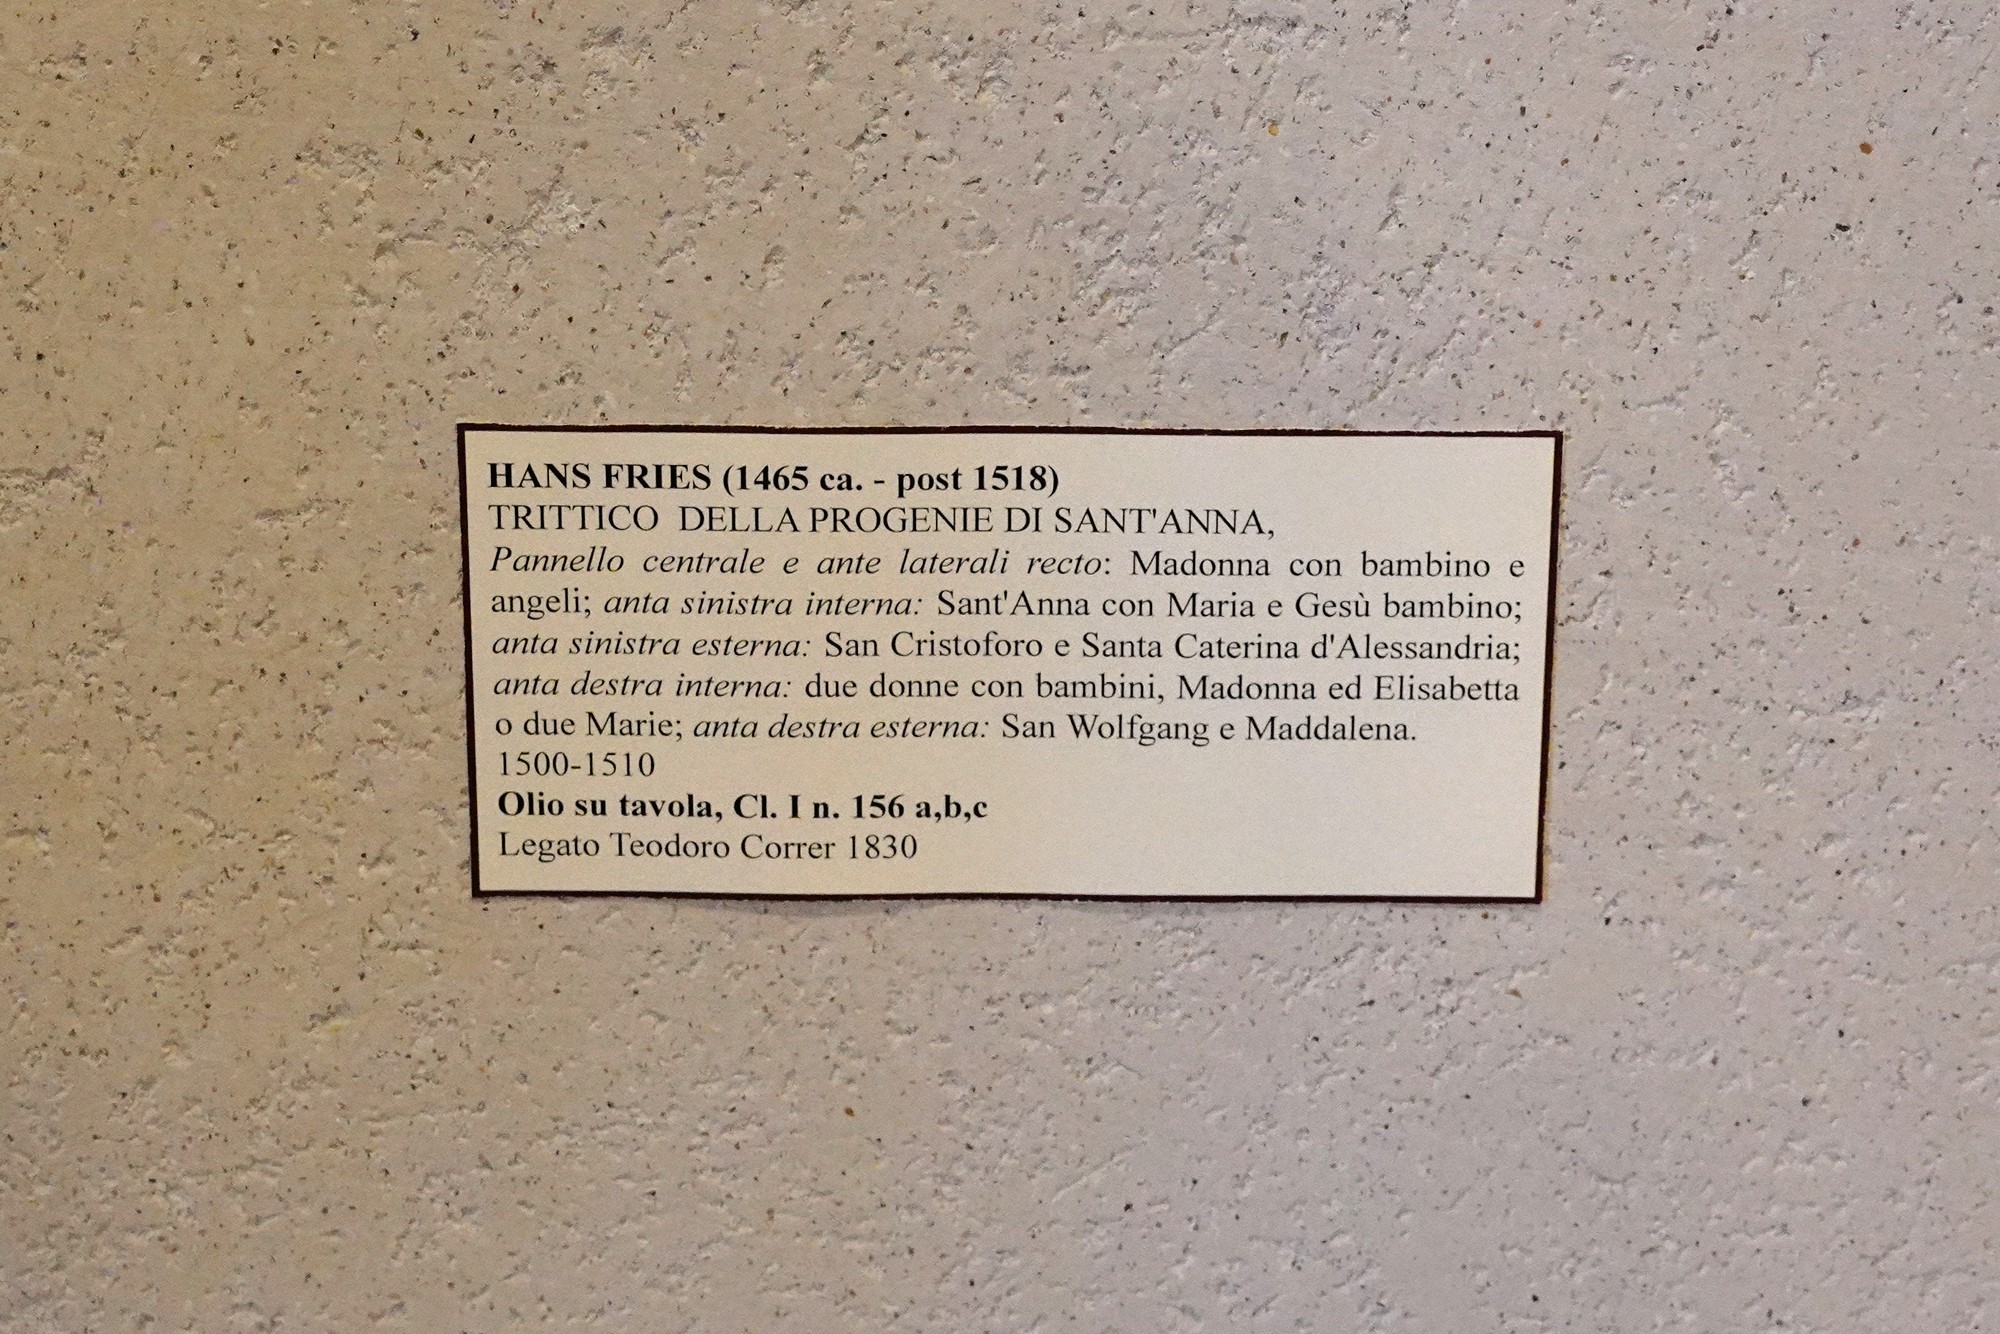 HANS FRIES (1465 ca. - post 1518)
TRITTICO DELLA PROGENIE DI SANT'ANNA,
Pannello centrale e ante laterali recto: Madonna con bambino e
angeli; anta sinistra interna: Sant'Anna con Maria e Gesù bambino;
anta sinistra esterna: San Cristoforo e Santa Caterina d'Alessandria;
anta destra interna: due donne con bambini, Madonna ed Elisabetta
o due Marie; anta destra esterna: San Wolfgang e Maddalena.
1500-1510
Olio su tavola, Cl. I n. 156 a,b,c
Legato Teodoro Correr 1830